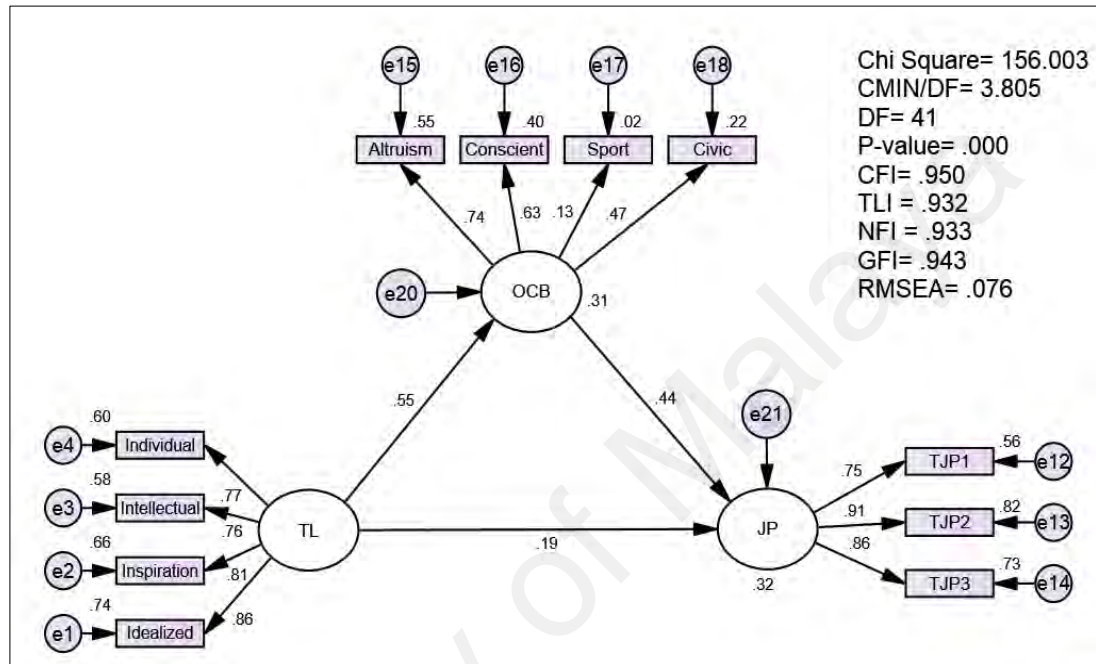 e15 e16 e17 e18
Chi Square= 156.003
CMIN/DF= 3.805
DF= 41
P-value= .000
CFI= .950
TLI = .932
NFI = .933
GFI= .943
RMSEA= .076
.55 .40 .02 .22
Altruism Conscient Sport Civic
.74 .63 .13 .47
e20 OCB .31
.55 .44
e21
.60
e4 Individual
.77
.58
e3 Intellectual
.76
.66
e2 Inspiration
.81
.74
e1 Idealized
.86
TL
.19
JP
.32
.75 TJP1 .56 e12
.91 TJP2 .82 e13
.86 TJP3 .73 e14
y of Malaya